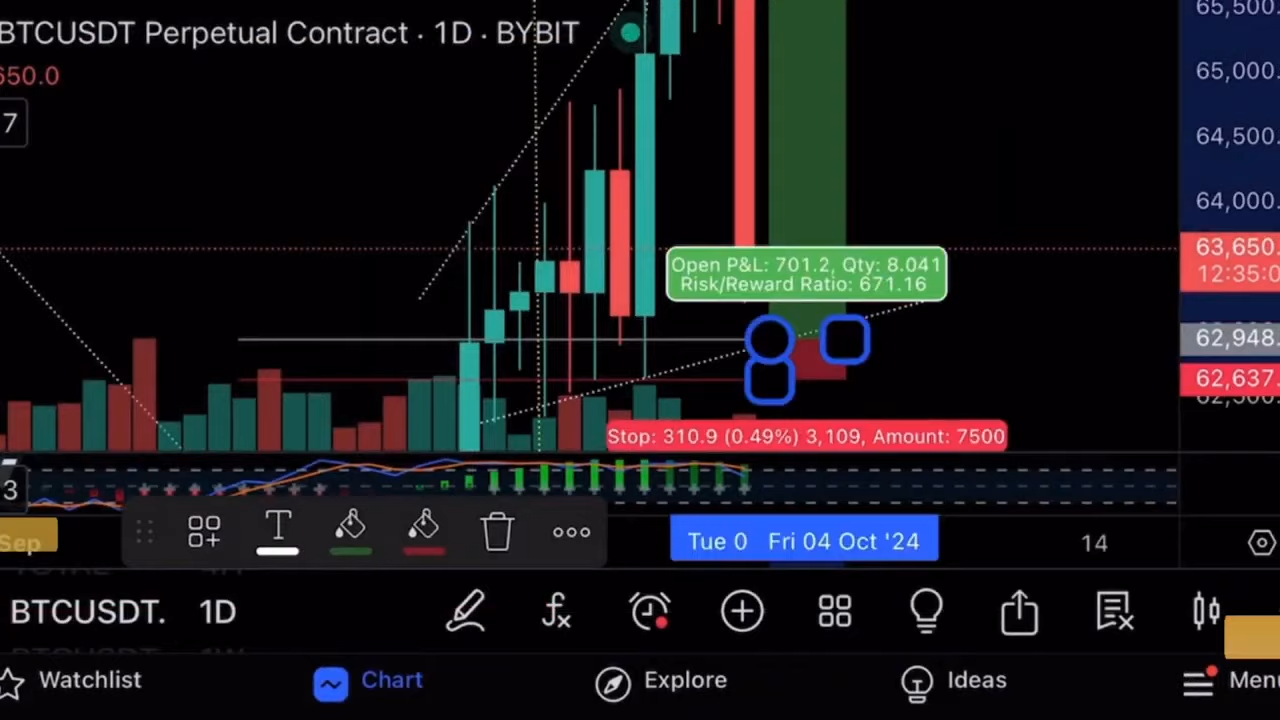 BTCUSDT Perpetual Contract · 1D · BYBIT
650.0
7
65,500.
65,000.
64,500.
64,000.
63,650.
12:35:0
62,948.
62,637.
Open P&L: 701.2, Qty: 8.041
Risk/Reward Ratio: 671.16
Stop: 310.9 (0.49%) 3,109, Amount: 7500
3
Sep
T
Tue 0 Fri 04 Oct '24
14
BTCUSDT. 1D
Watchlist
Chart
Explore
Ideas
Menu